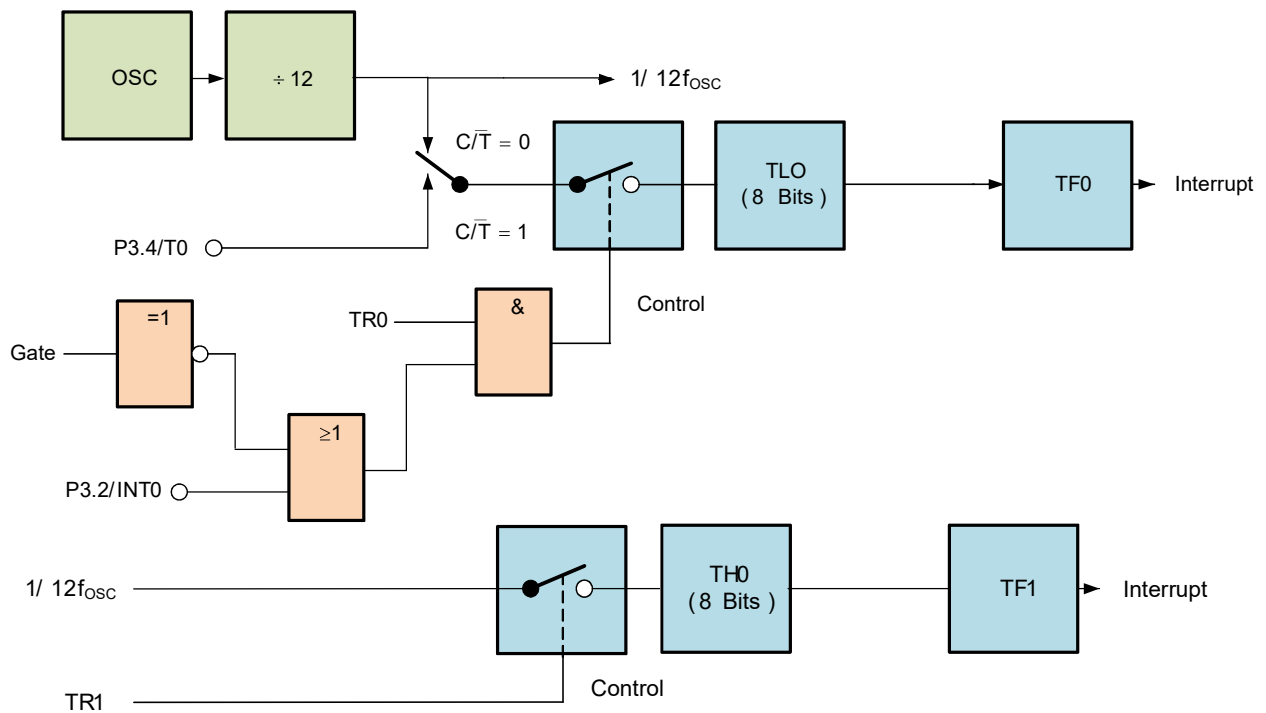 OSC
÷ 12
1/ 12fOSC
C/T̅ = 0
TLO
( 8 Bits )
TF0
Interrupt
C/T̅ = 1
P3.4/T0
Control
=1
TR0
&
Gate
≥1
P3.2/INT0
1/ 12fOSC
TH0
( 8 Bits )
TF1
Interrupt
Control
TR1